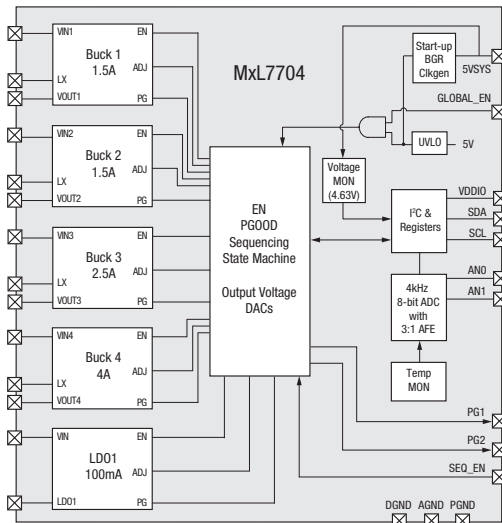 MxL7704
VIN1
Buck 1
1.5A
EN
ADJ
PG
LX
VOUT1
VIN2
Buck 2
1.5A
EN
ADJ
PG
LX
VOUT2
VIN3
Buck 3
2.5A
EN
ADJ
PG
LX
VOUT3
VIN4
Buck 4
4A
EN
ADJ
PG
LX
VOUT4
VIN
LDO1
100mA
EN
ADJ
PG
LDO1
EN
PGOOD
Sequencing
State Machine
Output Voltage
DACs
Start-up
BGR
Clkgen
5VSYS
GLOBAL_EN
UVLO
5V
Voltage
MON
(4.63V)
I²C &
Registers
VDDIO
SDA
SCL
4kHz
8-bit ADC
with
3:1 AFE
AN0
AN1
Temp
MON
PG1
PG2
SEQ_EN
DGND AGND PGND